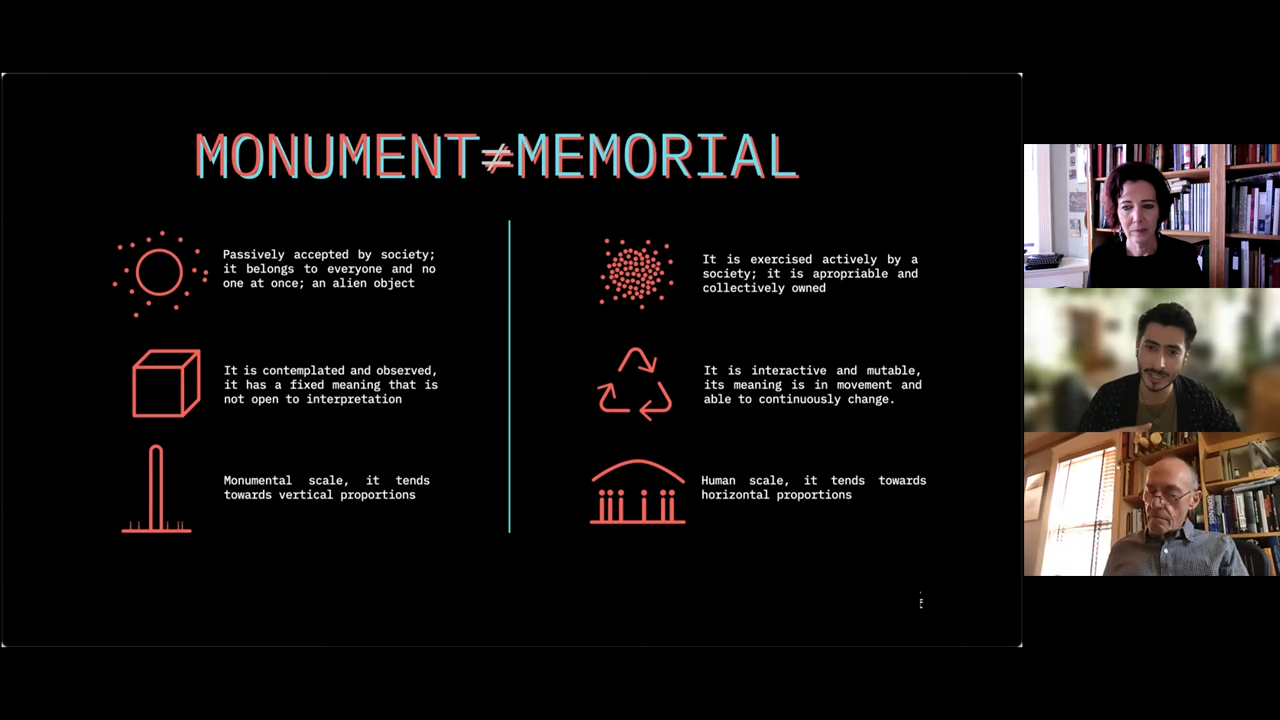 MONUMENT≠MEMORIAL
Passively accepted by society;
it belongs to everyone and no
one at once; an alien object
It is contemplated and observed,
it has a fixed meaning that is
not open to interpretation
Monumental scale, it tends
towards vertical proportions
It is exercised actively by a
society; it is apropriable and
collectively owned
It is interactive and mutable,
its meaning is in movement and
able to continuously change.
Human scale, it tends towards
horizontal proportions